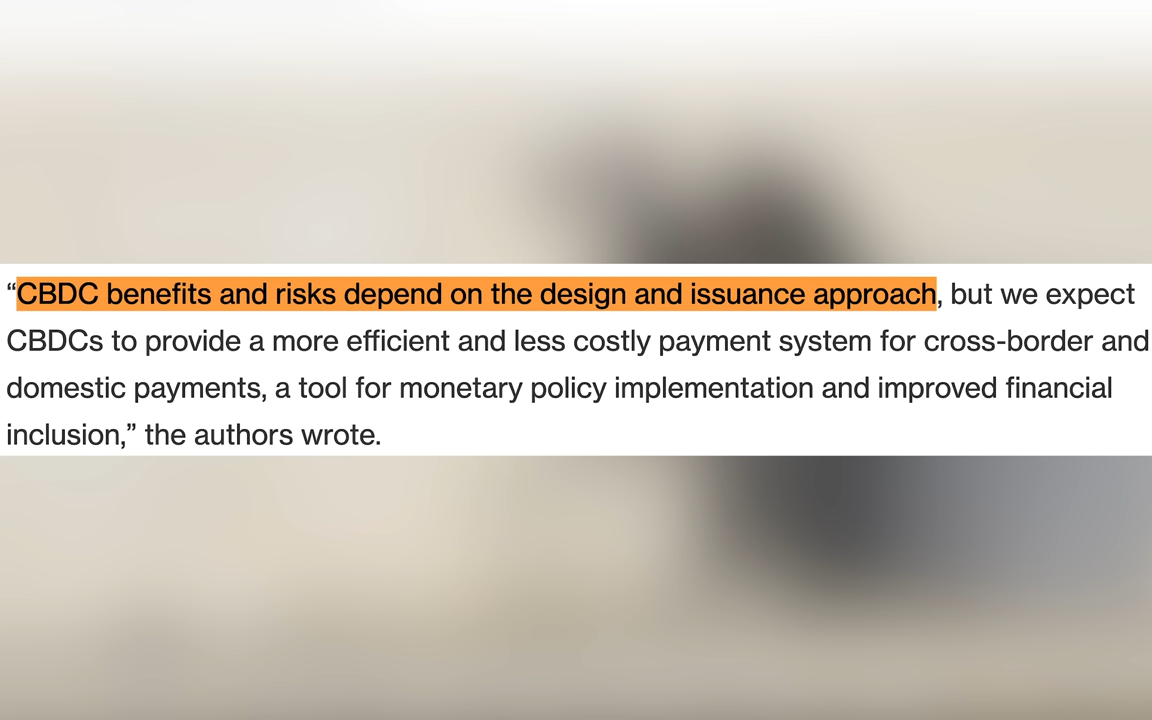 “CBDC benefits and risks depend on the design and issuance approach, but we expect
CBDCs to provide a more efficient and less costly payment system for cross-border and
domestic payments, a tool for monetary policy implementation and improved financial
inclusion,” the authors wrote.